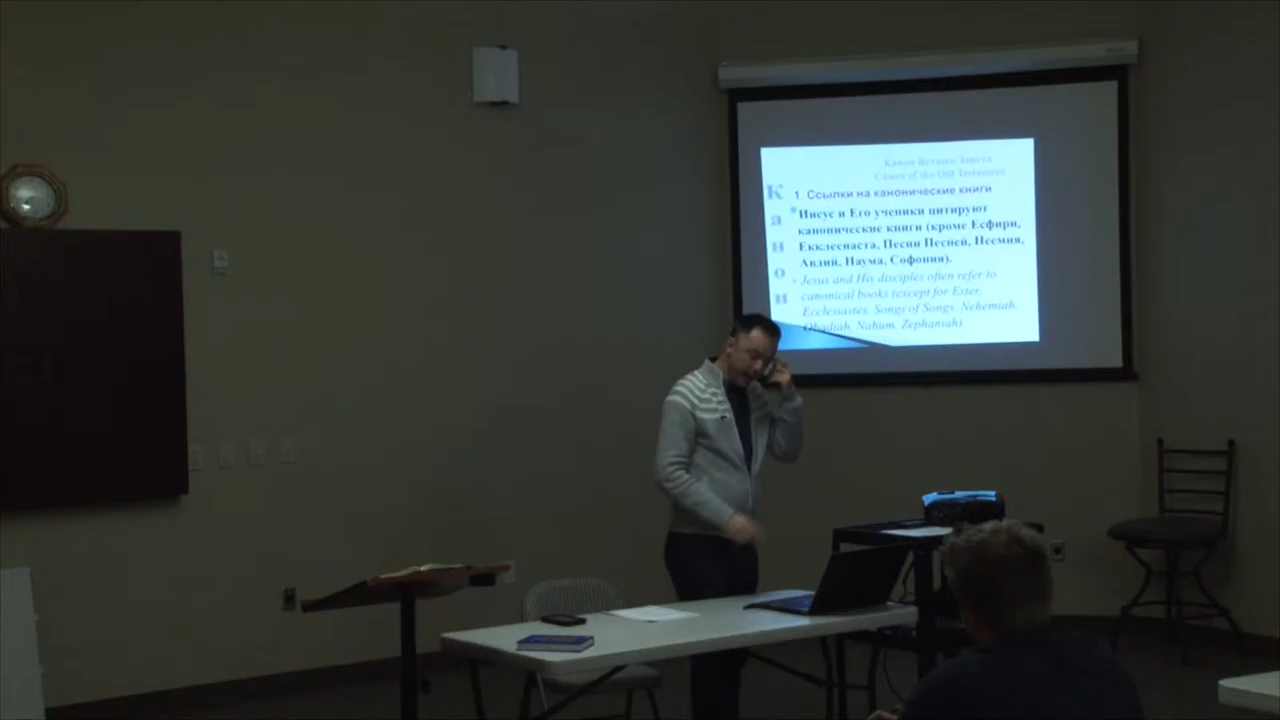 Канон Ветхого Завета
Canon of the Old Testament
Канон
1. Ссылки на канонические книги
Иисус и Его ученики цитируют
канонические книги (кроме Есфири,
Екклесиаста, Песни Песней, Неемия,
Авдий, Наума, Софония).
Jesus and His disciples often refer to
canonical books (except for Ester,
Ecclesiastes, Songs of Songs, Nehemiah,
Obadiah, Nahum, Zephaniah)